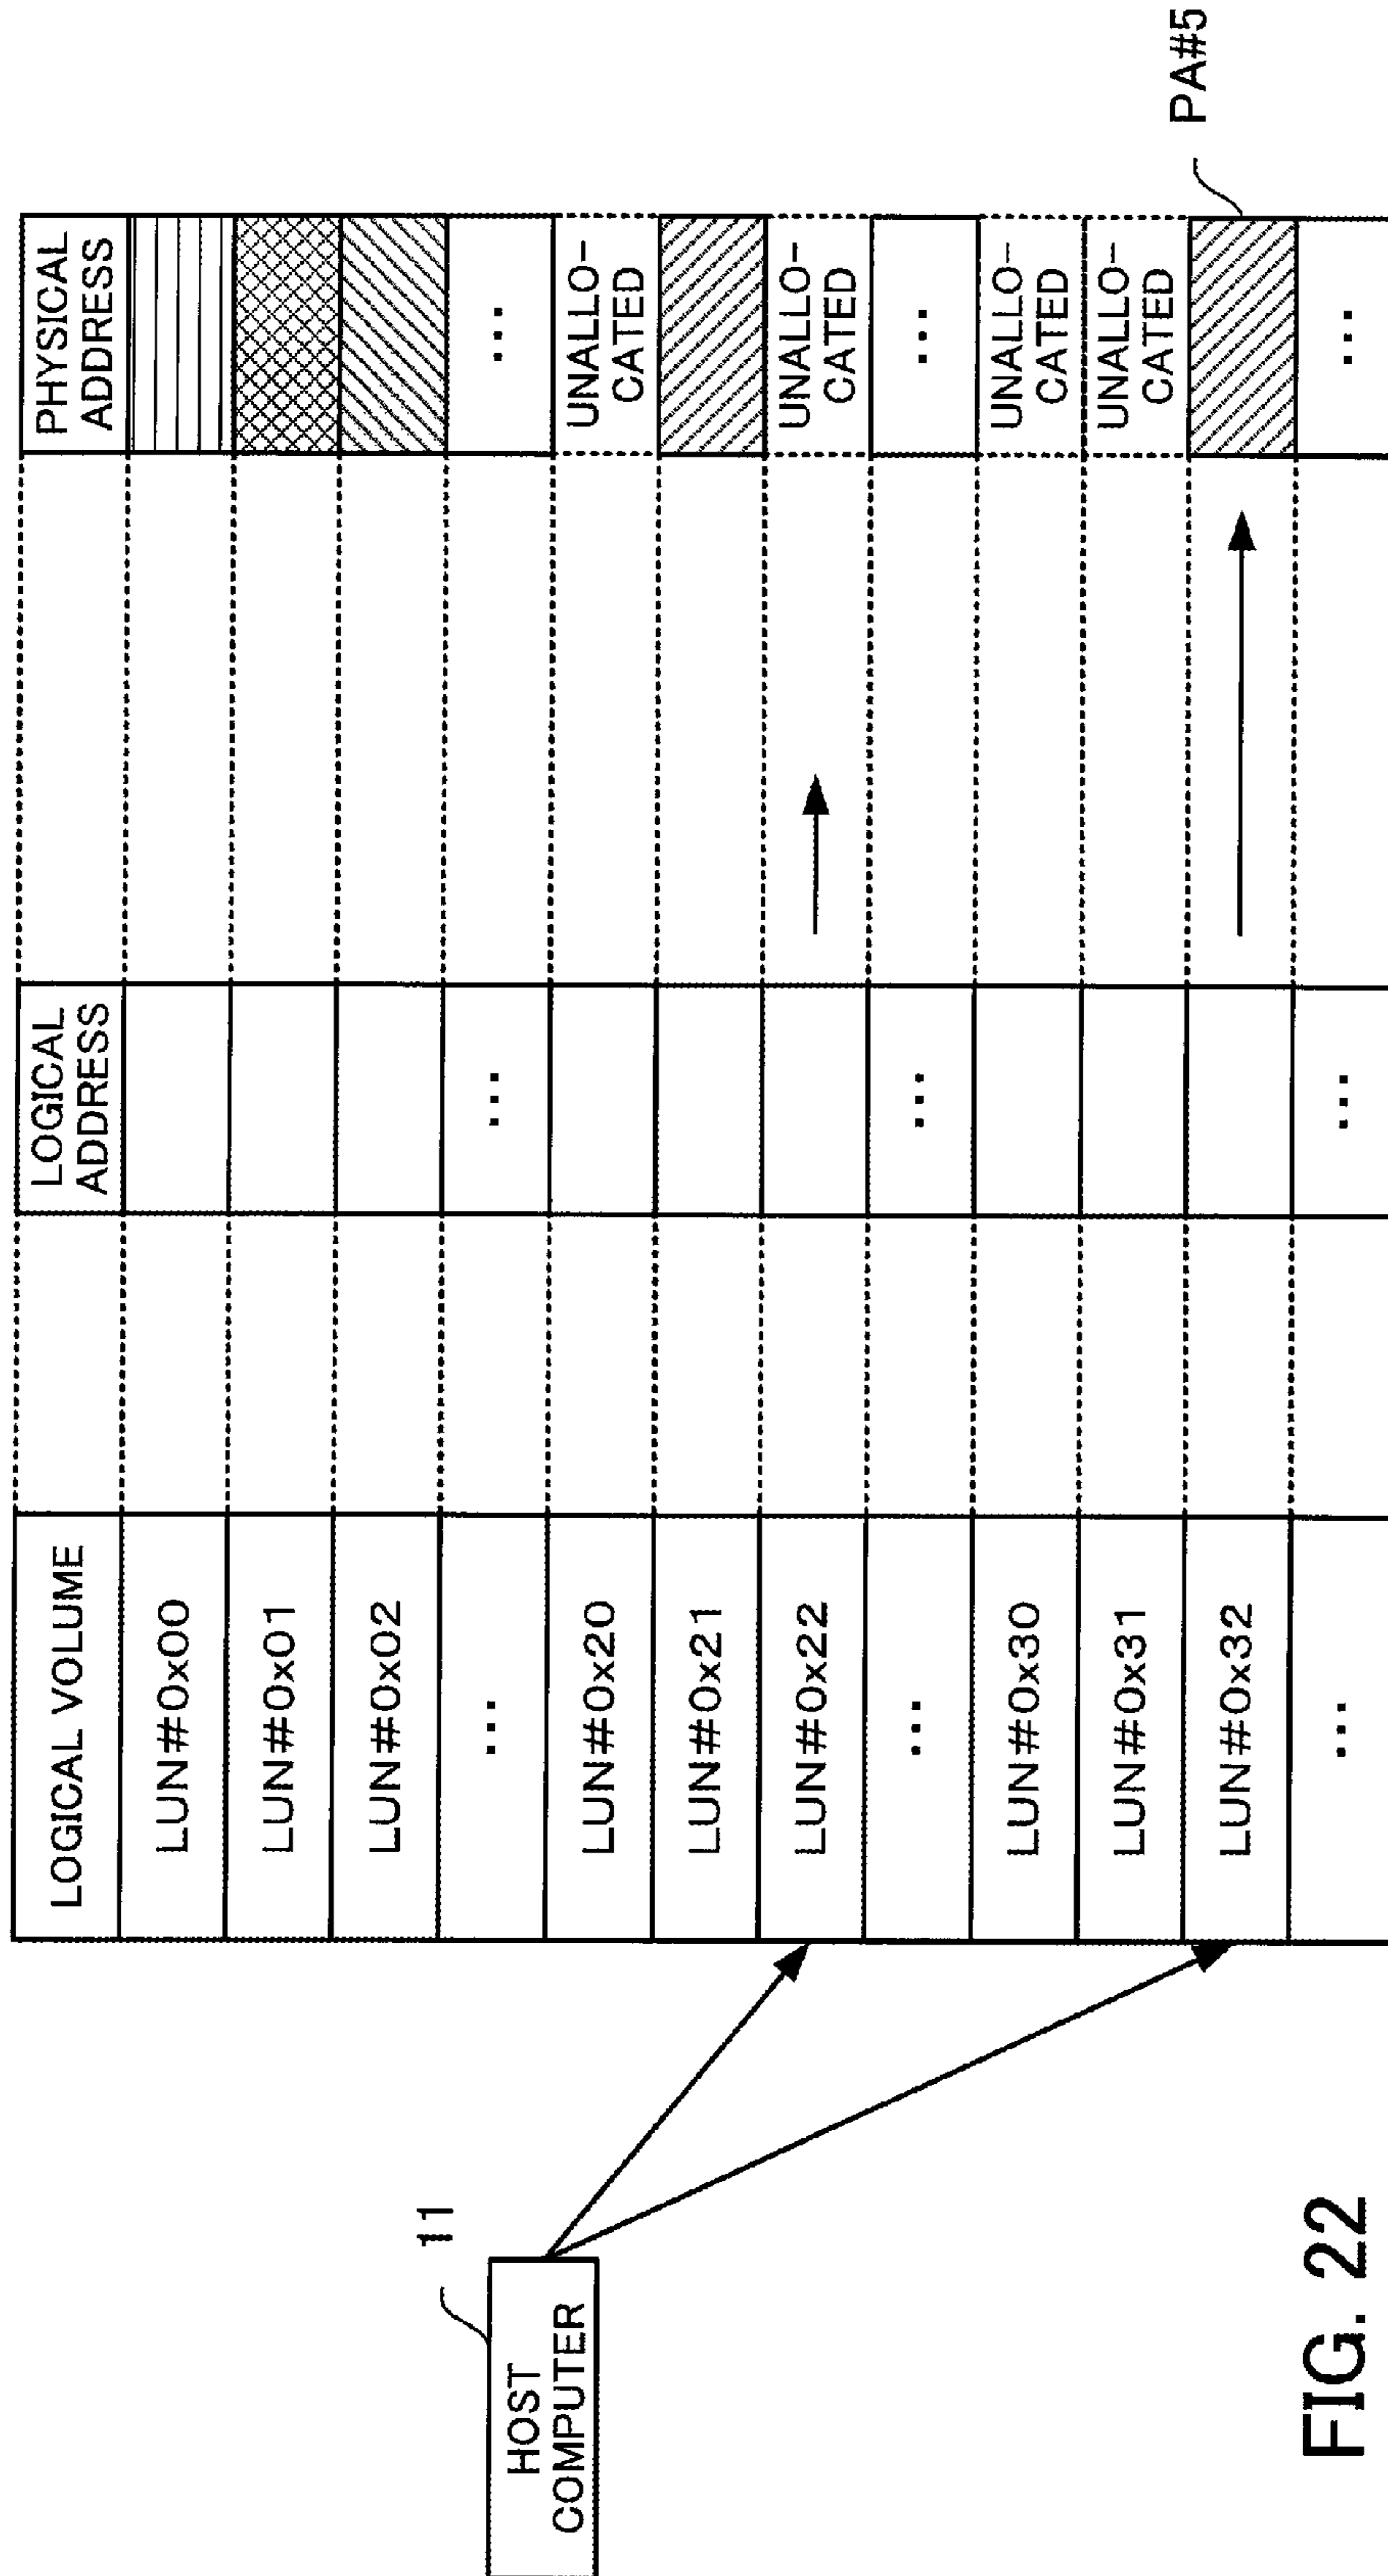 LOGICAL VOLUME
LOGICAL
ADDRESS
PHYSICAL
ADDRESS
LUN#0x00
LUN#0x01
LUN#0x02
...
...
...
11
HOST
COMPUTER
LUN#0x20
UNALLO-
CATED
LUN#0x21
LUN#0x22
UNALLO-
CATED
...
...
...
LUN#0x30
UNALLO-
CATED
LUN#0x31
UNALLO-
CATED
LUN#0x32
PA#5
...
...
...
FIG. 22